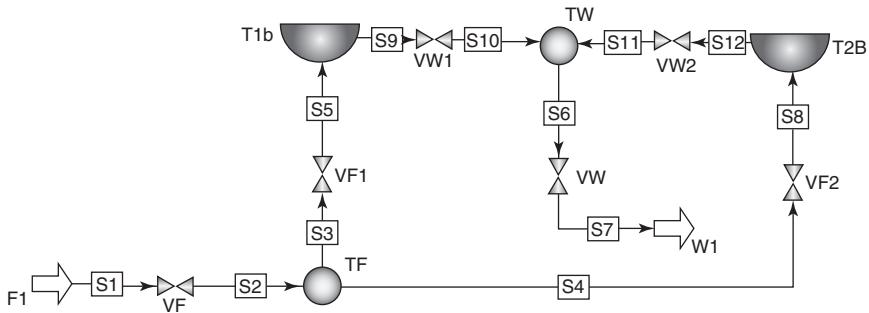 T1b
S9
VW1
S10
TW
S11
VW2
S12
T2B
S5
S6
S8
VF1
VW
VF2
S3
S7
W1
F1
S1
VF
S2
TF
S4